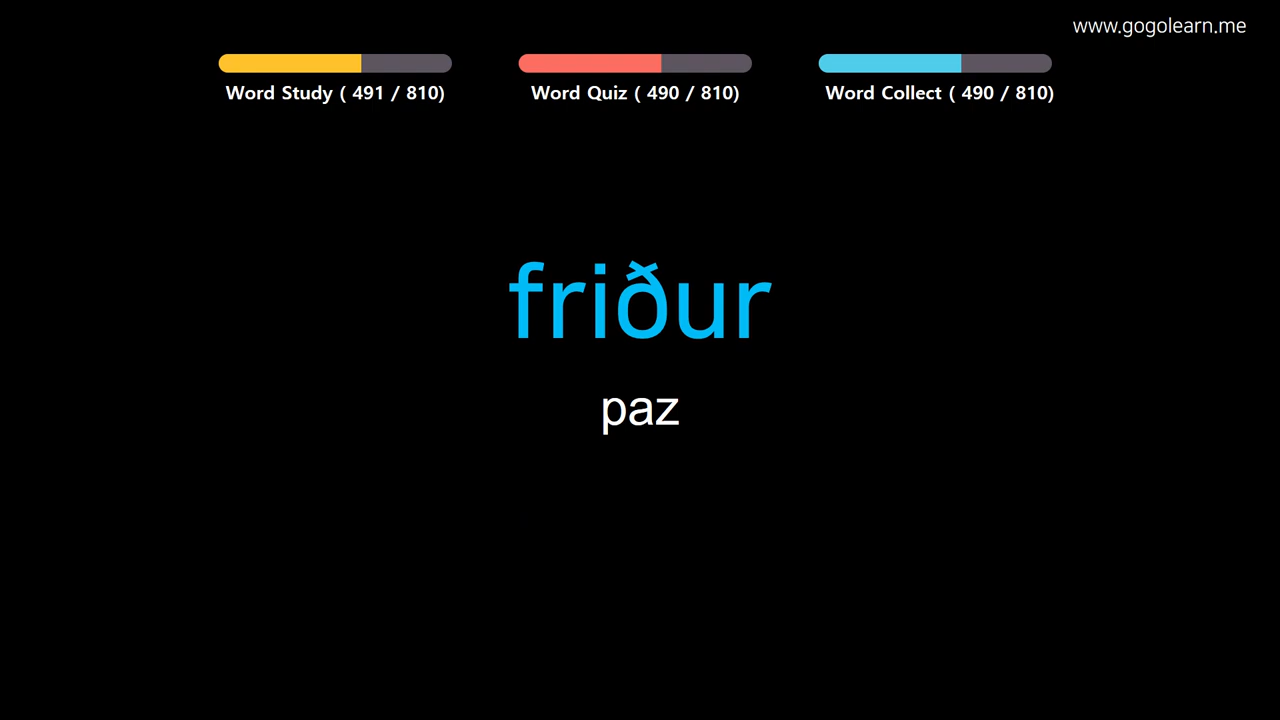 www.gogolearn.me
Word Study ( 491 / 810)
Word Quiz ( 490 / 810)
Word Collect ( 490 / 810)
friður
paz